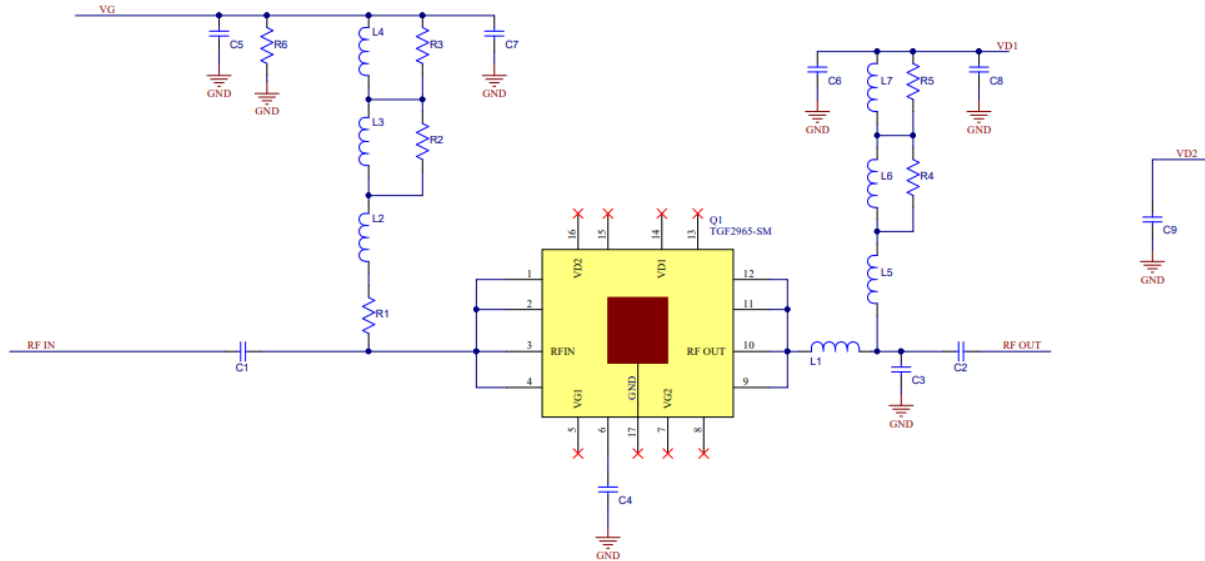 VG
C5
R6
L4
R3
C7
GND
GND
GND
L3
R2
L2
R1
RF IN
C1
Q1
TGF2965-SM
16
15
14
13
VD2
VD1
1
2
3
4
RFIN
12
11
10
9
RF OUT
GND
VG1
VG2
5
6
17
7
8
C4
GND
VD1
C6
L7
R5
C8
GND
GND
L6
R4
L5
L1
C3
C2
RF OUT
GND
VD2
C9
GND